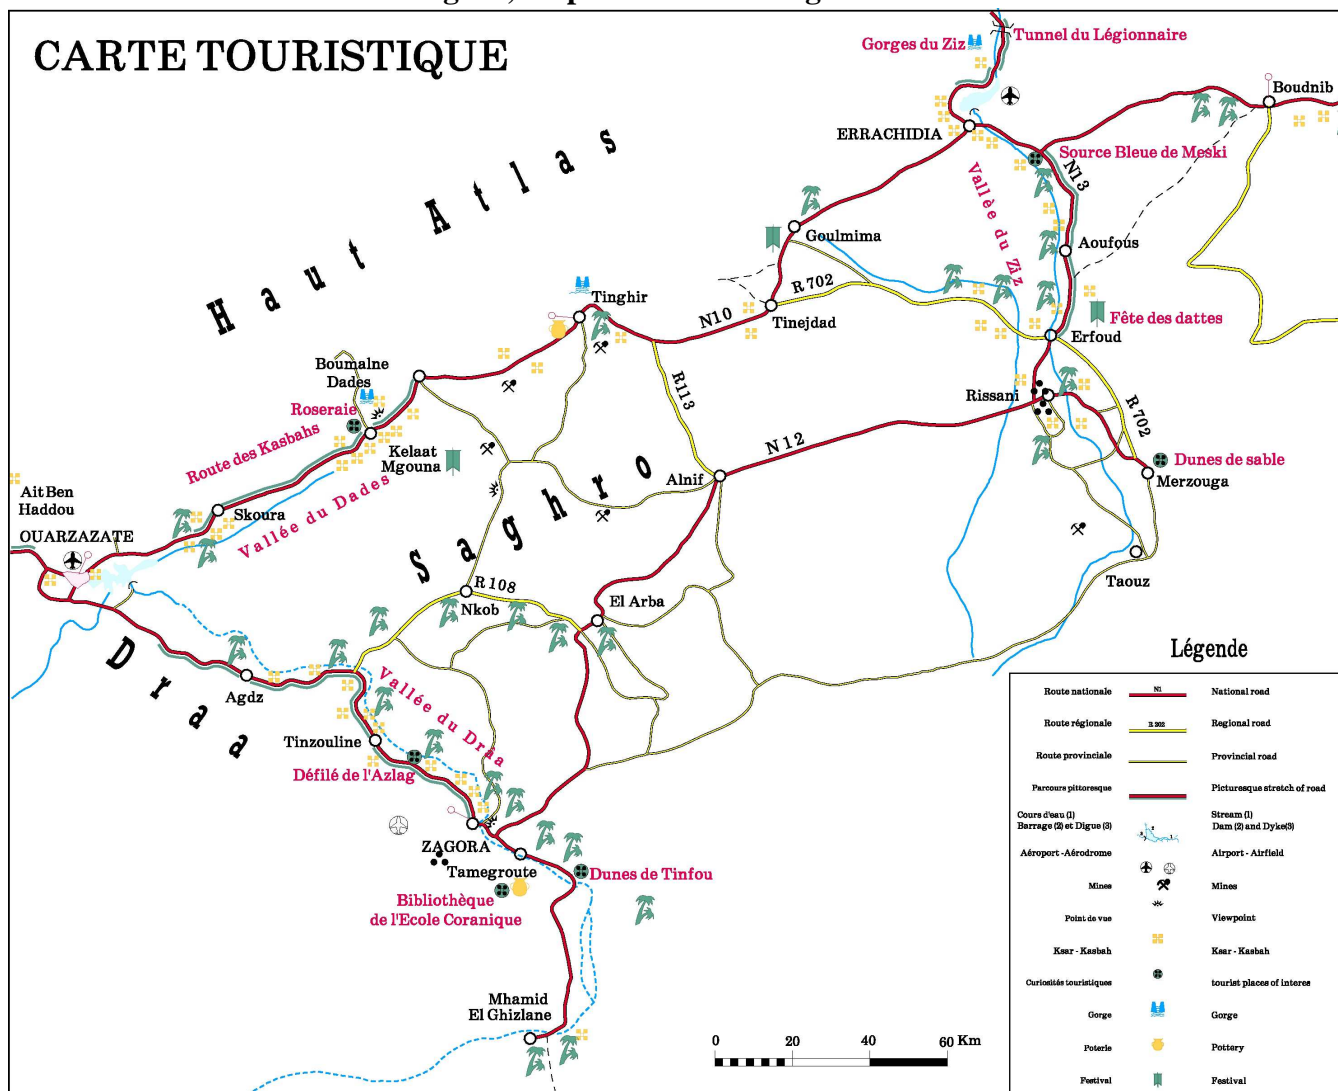 CARTE TOURISTIQUE
Gorges du Ziz
Tunnel du Légionnaire
Boudnib
ERRACHIDIA
Source Bleue de Meski
N13
Vallèe du Ziz
Haut Atlas
Goulmima
Aoufous
R 702
Tinghir
N10
Tinejdad
Fête des dattes
Erfoud
Boumalne
Dades
R113
Rissani
R 702
Roseraie
Route des Kasbahs
Kelaat
Mgouna
N 12
Dunes de sable
Merzouga
Alnif
Ait Ben
Haddou
Skoura
Vallée du Dades
Saghro
OUARZAZATE
Taouz
R 108
Nkob
El Arba
Draa
Agdz
Vallée du Drâa
Tinzouline
Défilé de l'Azlag
ZAGORA
Tamegroute
Dunes de Tinfou
Bibliothèque
de l'Ecole Coranique
Mhamid
El Ghizlane
0 20 40 60 Km
Légende
Route nationale N1 National road
Route régionale R 302 Regional road
Route provinciale Provincial road
Parcours pittoresque Picturesque stretch of road
Cours d'eau (1) Stream (1)
Barrage (2) et Digue (3) Dam (2) and Dyke(3)
Aéroport -Aérodrome Airport - Airfield
Mines Mines
Point de vue Viewpoint
Ksar - Kasbah Ksar - Kasbah
Curiosités touristiques tourist places of interes
Gorge Gorge
Poterie Pottery
Festival Festival